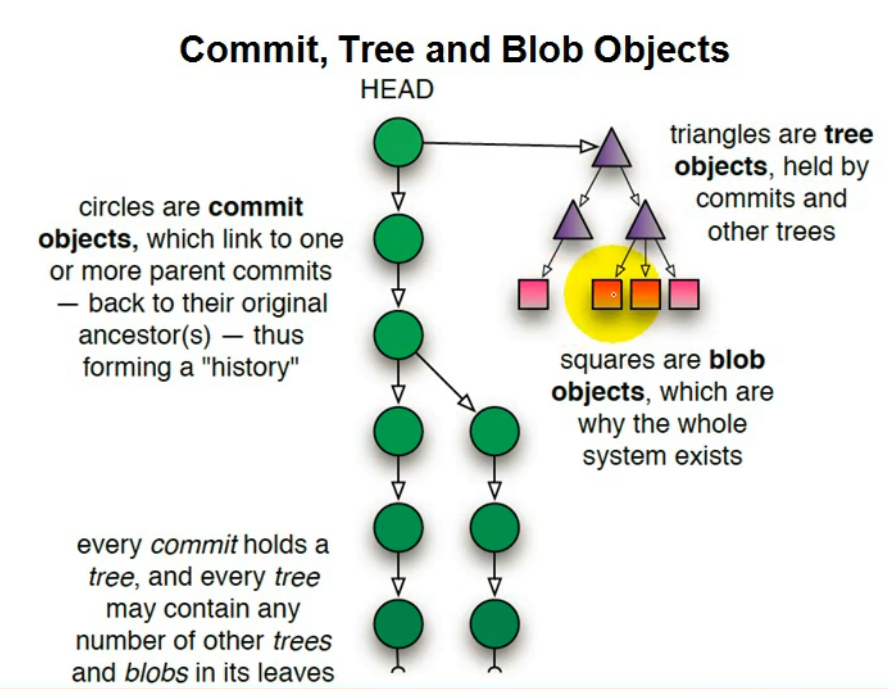 Commit, Tree and Blob Objects
HEAD
triangles are tree
objects, held by
commits and
other trees
circles are commit
objects, which link to one
or more parent commits
— back to their original
ancestor(s) — thus
forming a "history"
squares are blob
objects, which are
why the whole
system exists
every commit holds a
tree, and every tree
may contain any
number of other trees
and blobs in its leaves